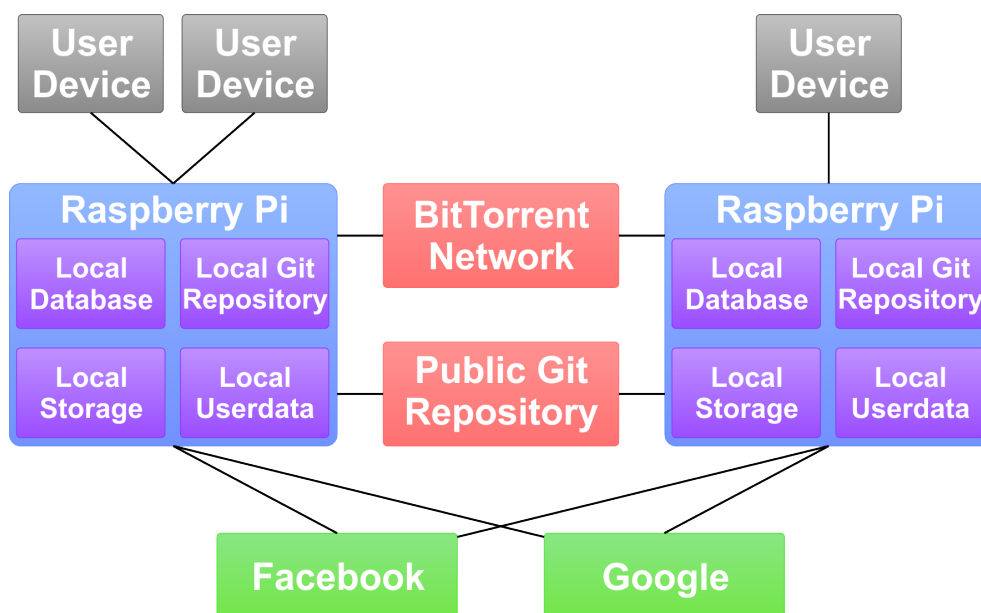 User
Device
User
Device
User
Device
Raspberry Pi
Local
Database
Local Git
Repository
Local
Storage
Local
Userdata
BitTorrent
Network
Public Git
Repository
Raspberry Pi
Local
Database
Local Git
Repository
Local
Storage
Local
Userdata
Facebook
Google